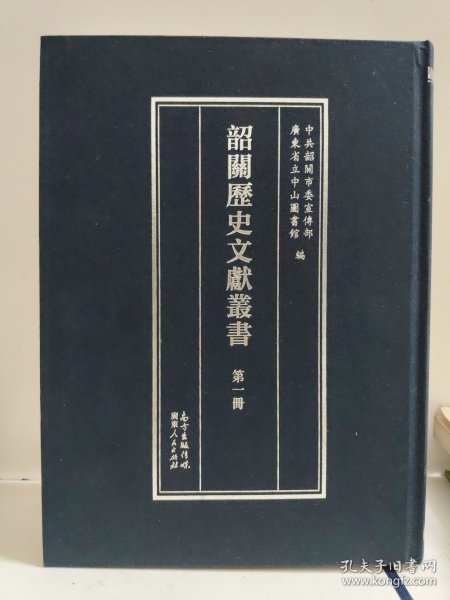 中共韶關市委宣傳部
廣東省立中山圖書館
編
韶關歷史文獻叢書
第一冊
南方出版传媒
廣東人民出版社
孔夫子旧书网
www.kongfz.com